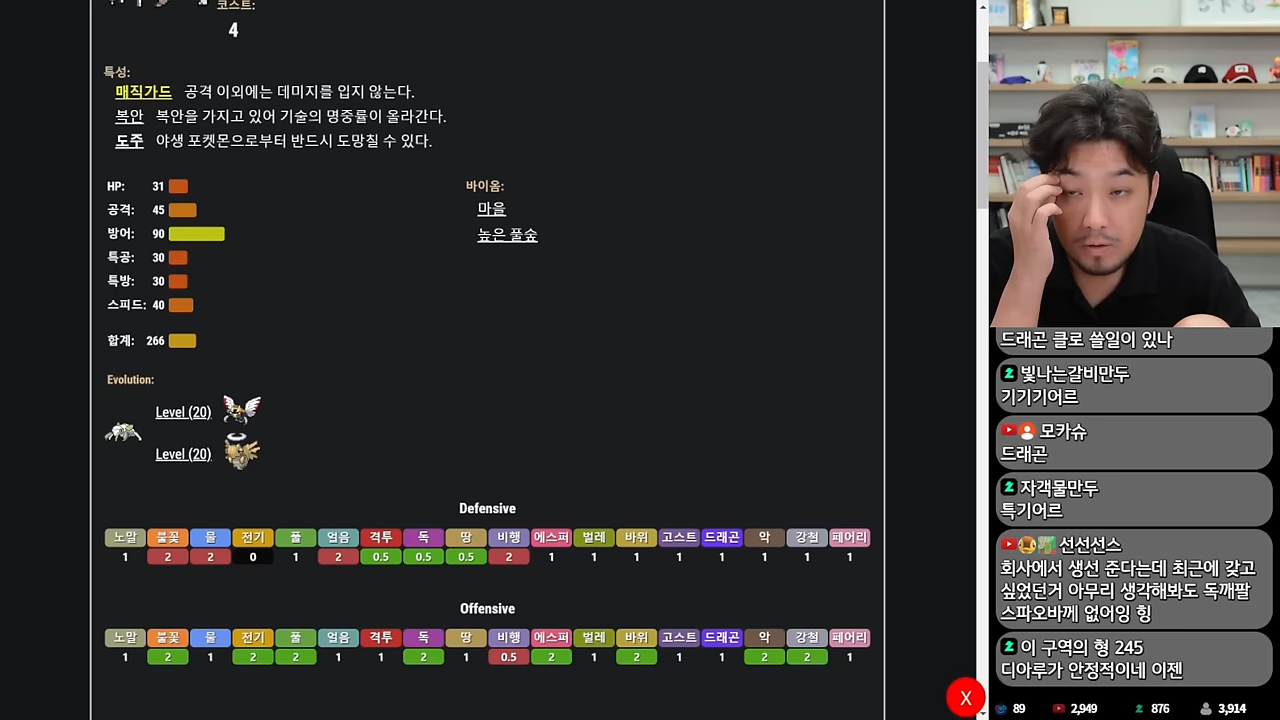 코스트:
4
특성:
매직가드 공격 이외에는 데미지를 입지 않는다.
복안 복안을 가지고 있어 기술의 명중률이 올라간다.
도주 야생 포켓몬으로부터 반드시 도망칠 수 있다.
HP: 31
공격: 45
방어: 90
특공: 30
특방: 30
스피드: 40
합계: 266
바이옴:
마을
높은 풀숲
Evolution:
Level (20)
Level (20)
Defensive
노말 불꽃 물 전기 풀 얼음 격투 독 땅 비행 에스퍼 벌레 바위 고스트 드래곤 악 강철 페어리
1 2 2 0 1 2 0.5 0.5 0.5 2 1 1 1 1 1 1 1 1
Offensive
노말 불꽃 물 전기 풀 얼음 격투 독 땅 비행 에스퍼 벌레 바위 고스트 드래곤 악 강철 페어리
1 2 1 2 2 1 1 2 1 0.5 2 1 2 1 1 2 2 1
드래곤 클로 쓸일이 있나
빛나는갈비만두
기기기어르
모카슈
드래곤
자객물만두
특기어르
선선선스
회사에서 생선 준다는데 최근에 갖고
싶었던거 아무리 생각해봐도 독깨팔
스파오바께 없어잉 힝
이 구역의 형 245
디아루가 안정적이네 이젠
X
89 2,949 876 3,914